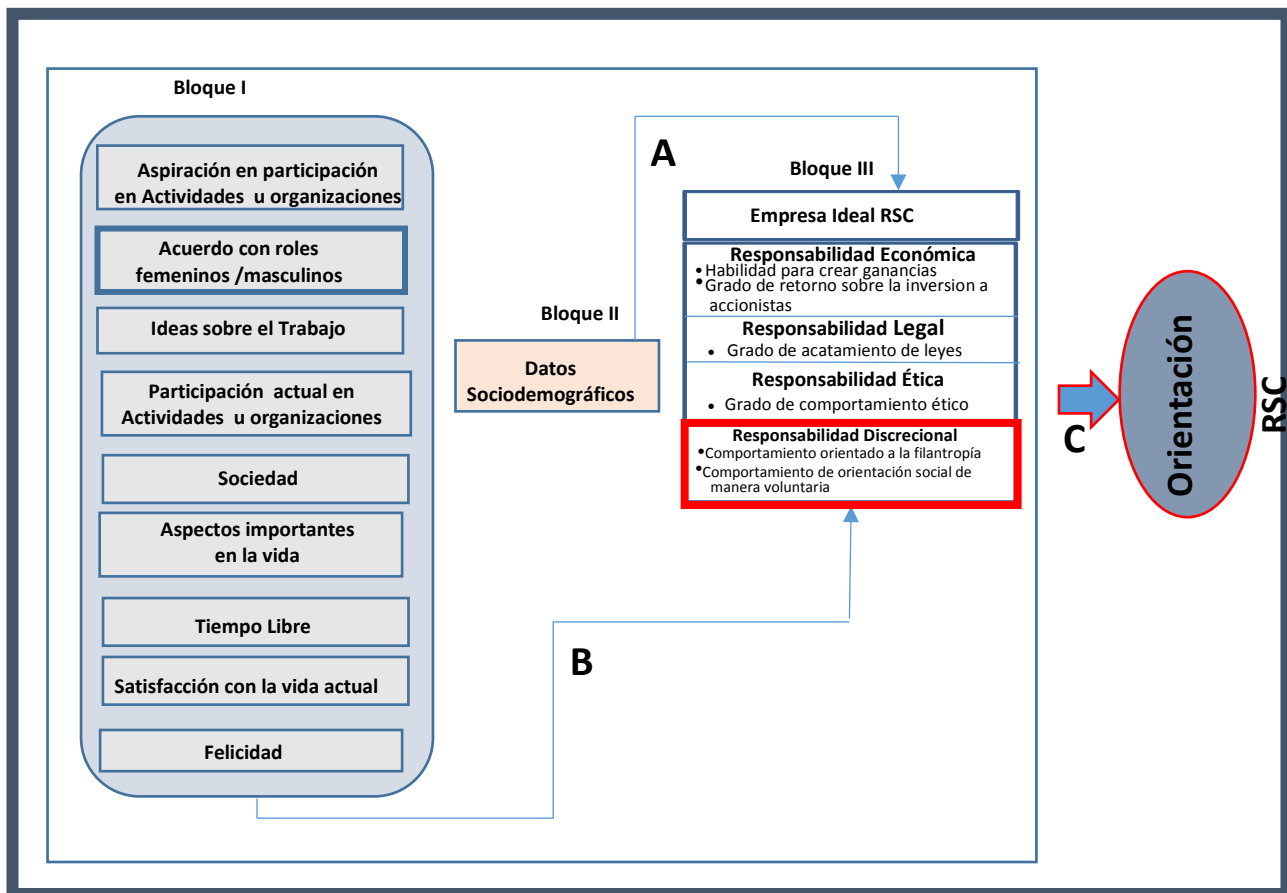 Bloque I
Aspiración en participación
en Actividades u organizaciones
Acuerdo con roles
femeninos /masculinos
Ideas sobre el Trabajo
Participación actual en
Actividades u organizaciones
Sociedad
Aspectos importantes
en la vida
Tiempo Libre
Satisfacción con la vida actual
Felicidad
Bloque II
Datos
Sociodemográficos
A
B
Bloque III
Empresa Ideal RSC
Responsabilidad Económica
• Habilidad para crear ganancias
• Grado de retorno sobre la inversion a
accionistas
Responsabilidad Legal
• Grado de acatamiento de leyes
Responsabilidad Ética
• Grado de comportamiento ético
Responsabilidad Discrecional
• Comportamiento orientado a la filantropía
• Comportamiento de orientación social de
manera voluntaria
C
Orientación
RSC